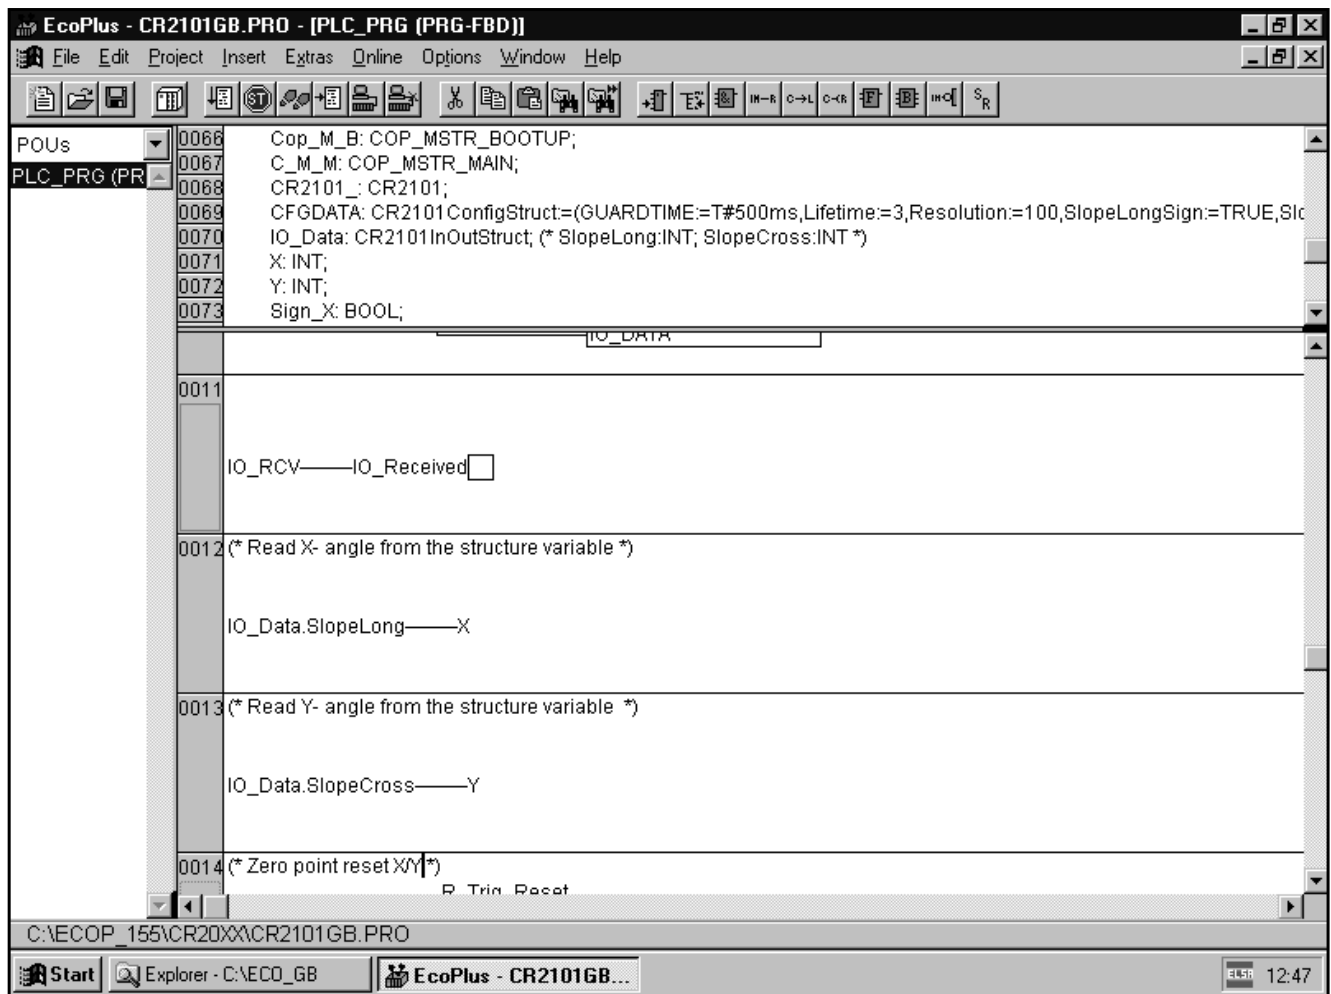 EcoPlus - CR2101GB.PRO - [PLC_PRG (PRG-FBD)]
File Edit Project Insert Extras Online Options Window Help
POUs
PLC_PRG (PR
0066 Cop_M_B: COP_MSTR_BOOTUP;
0067 C_M_M: COP_MSTR_MAIN;
0068 CR2101_: CR2101;
0069 CFGDATA: CR2101ConfigStruct:=(GUARDTIME:=T#500ms,Lifetime:=3,Resolution:=100,SlopeLongSign:=TRUE,Slo
0070 IO_Data: CR2101InOutStruct; (* SlopeLong:INT; SlopeCross:INT *)
0071 X: INT;
0072 Y: INT;
0073 Sign_X: BOOL;
IO_DATA
0011
IO_RCV IO_Received
0012 (* Read X- angle from the structure variable *)
IO_Data.SlopeLong X
0013 (* Read Y- angle from the structure variable *)
IO_Data.SlopeCross Y
0014 (* Zero point reset X/Y *)
R_Trig_Reset
C:\ECOP_155\CR20XX\CR2101GB.PRO
Start Explorer - C:\ECO_GB EcoPlus - CR2101GB... 12:47